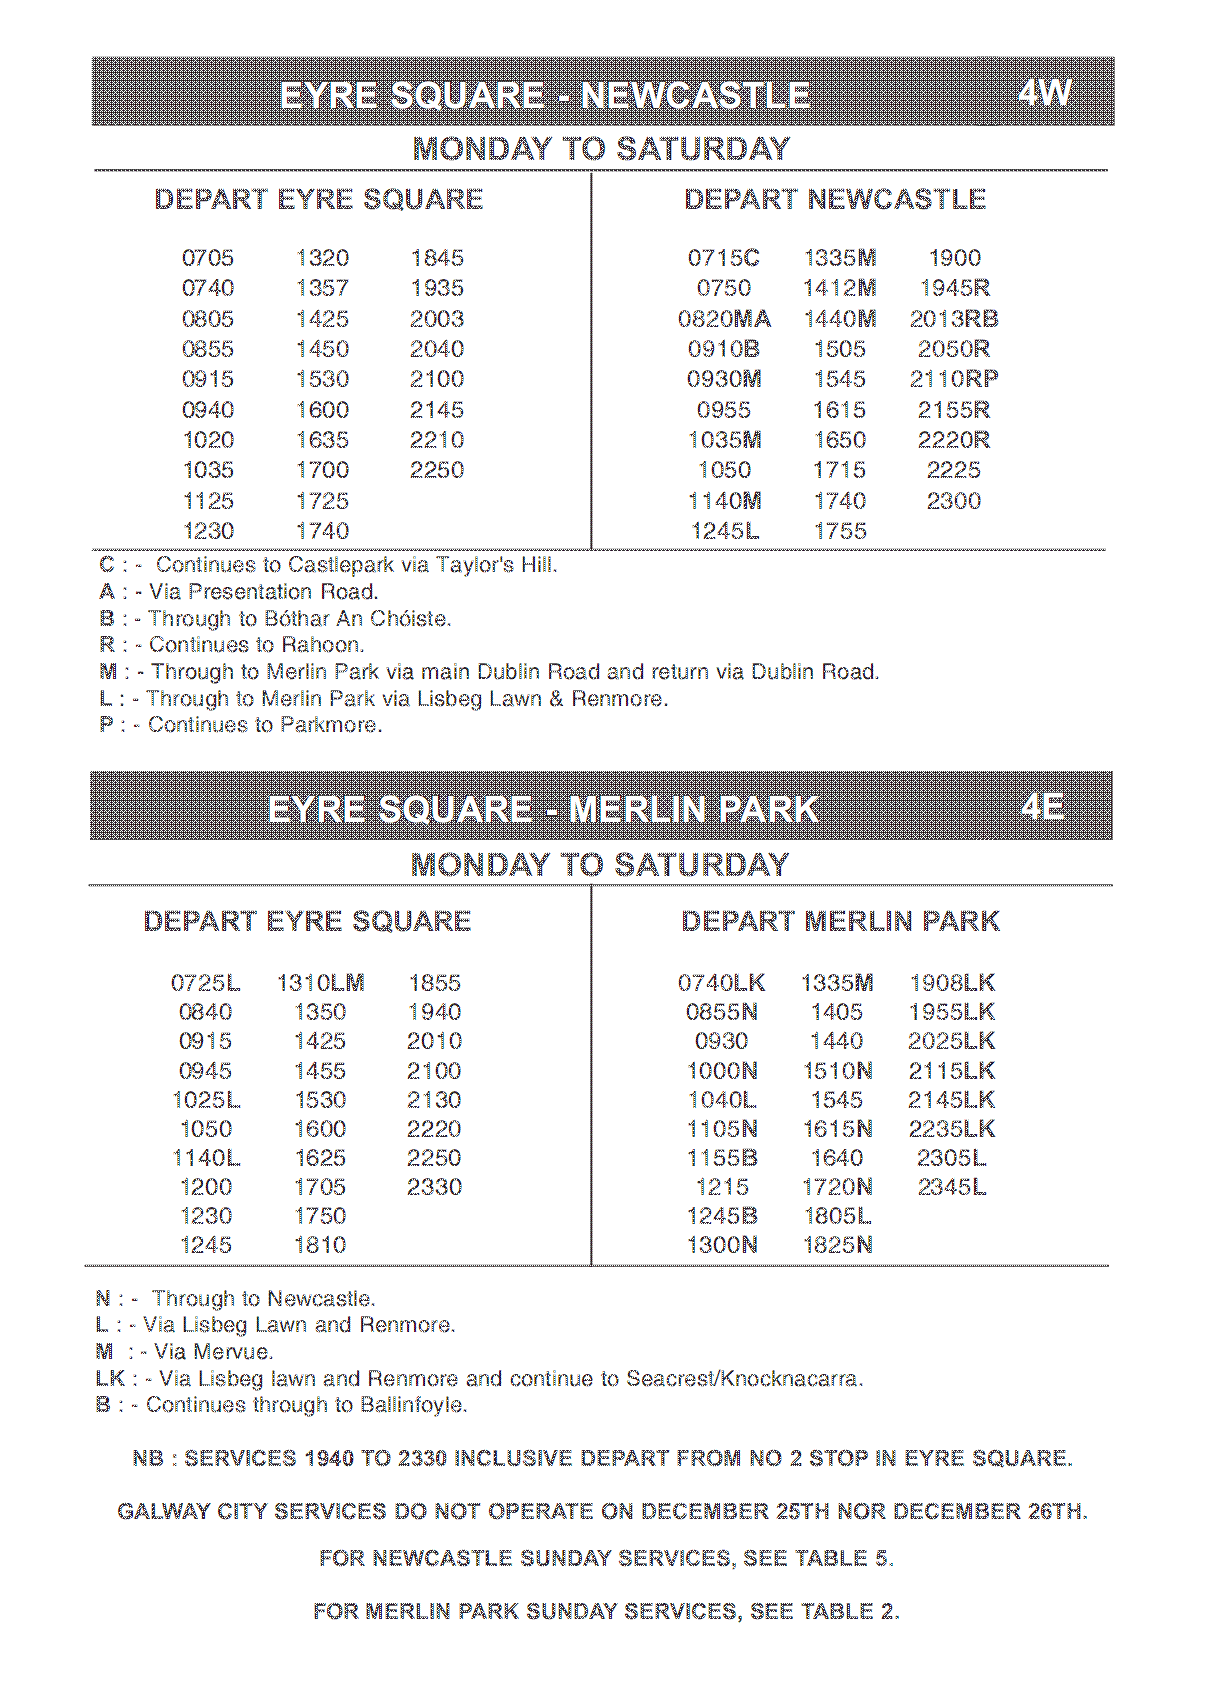 EYRE SQUARE - NEWCASTLE 4W
MONDAY TO SATURDAY
DEPART EYRE SQUARE DEPART NEWCASTLE
0705 1320 1845 0715C 1335M 1900
0740 1357 1935 0750 1412M 1945R
0805 1425 2003 0820MA 1440M 2013RB
0855 1450 2040 0910B 1505 2050R
0915 1530 2100 0930M 1545 2110RP
0940 1600 2145 0955 1615 2155R
1020 1635 2210 1035M 1650 2220R
1035 1700 2250 1050 1715 2225
1125 1725 1140M 1740 2300
1230 1740 1245L 1755
C : - Continues to Castlepark via Taylor's Hill.
A : - Via Presentation Road.
B : - Through to Bóthar An Chóiste.
R : - Continues to Rahoon.
M : - Through to Merlin Park via main Dublin Road and return via Dublin Road.
L : - Through to Merlin Park via Lisbeg Lawn & Renmore.
P : - Continues to Parkmore.
EYRE SQUARE - MERLIN PARK 4E
MONDAY TO SATURDAY
DEPART EYRE SQUARE DEPART MERLIN PARK
0725L 1310LM 1855 0740LK 1335M 1908LK
0840 1350 1940 0855N 1405 1955LK
0915 1425 2010 0930 1440 2025LK
0945 1455 2100 1000N 1510N 2115LK
1025L 1530 2130 1040L 1545 2145LK
1050 1600 2220 1105N 1615N 2235LK
1140L 1625 2250 1155B 1640 2305L
1200 1705 2330 1215 1720N 2345L
1230 1750 1245B 1805L
1245 1810 1300N 1825N
N : - Through to Newcastle.
L : - Via Lisbeg Lawn and Renmore.
M : - Via Mervue.
LK : - Via Lisbeg lawn and Renmore and continue to Seacrest/Knocknacarra.
B : - Continues through to Ballinfoyle.
NB : SERVICES 1940 TO 2330 INCLUSIVE DEPART FROM NO 2 STOP IN EYRE SQUARE.
GALWAY CITY SERVICES DO NOT OPERATE ON DECEMBER 25TH NOR DECEMBER 26TH.
FOR NEWCASTLE SUNDAY SERVICES, SEE TABLE 5.
FOR MERLIN PARK SUNDAY SERVICES, SEE TABLE 2.